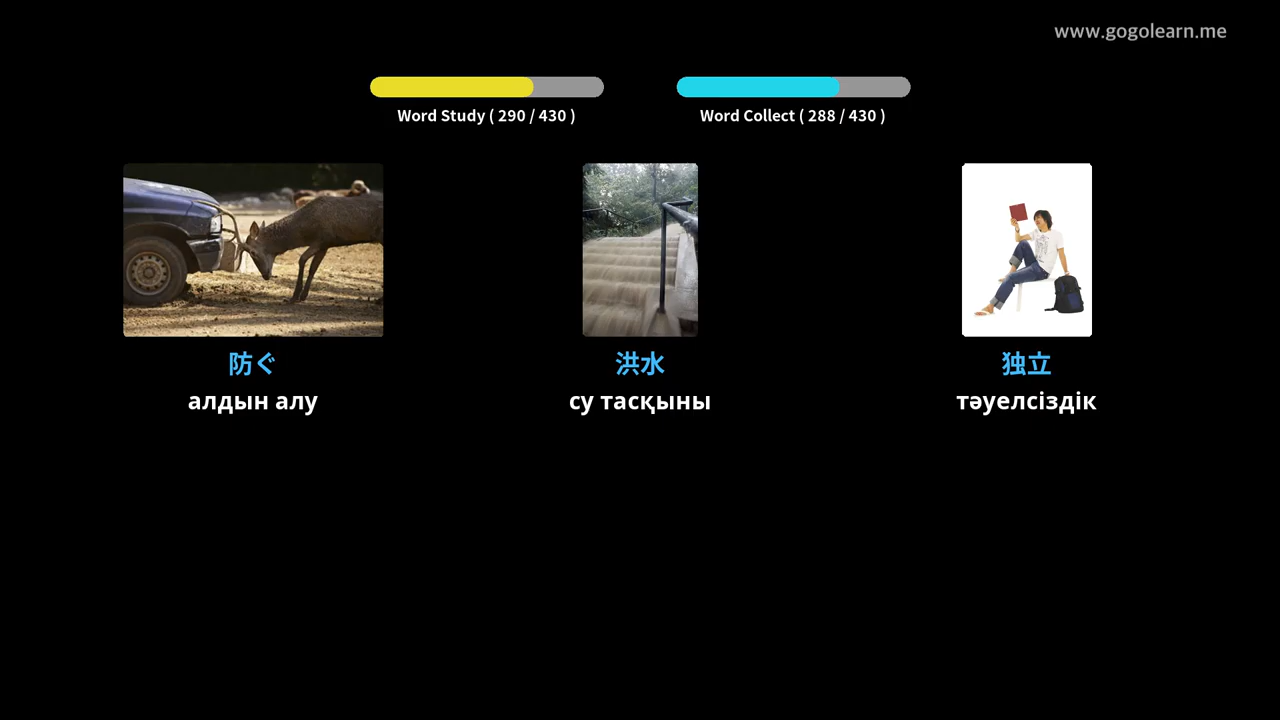 www.gogolearn.me
Word Study ( 290 / 430 )
Word Collect ( 288 / 430 )
防ぐ
алдын алу
洪水
су тасқыны
独立
тәуелсіздік